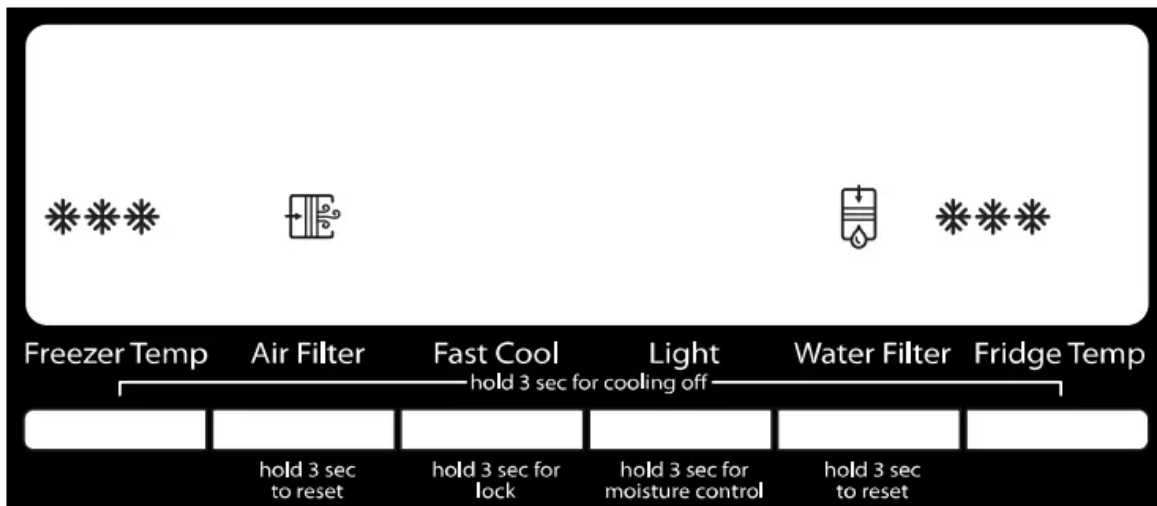 Freezer Temp Air Filter Fast Cool Light Water Filter Fridge Temp
hold 3 sec for cooling off
hold 3 sec to reset
hold 3 sec for lock
hold 3 sec for moisture control
hold 3 sec to reset